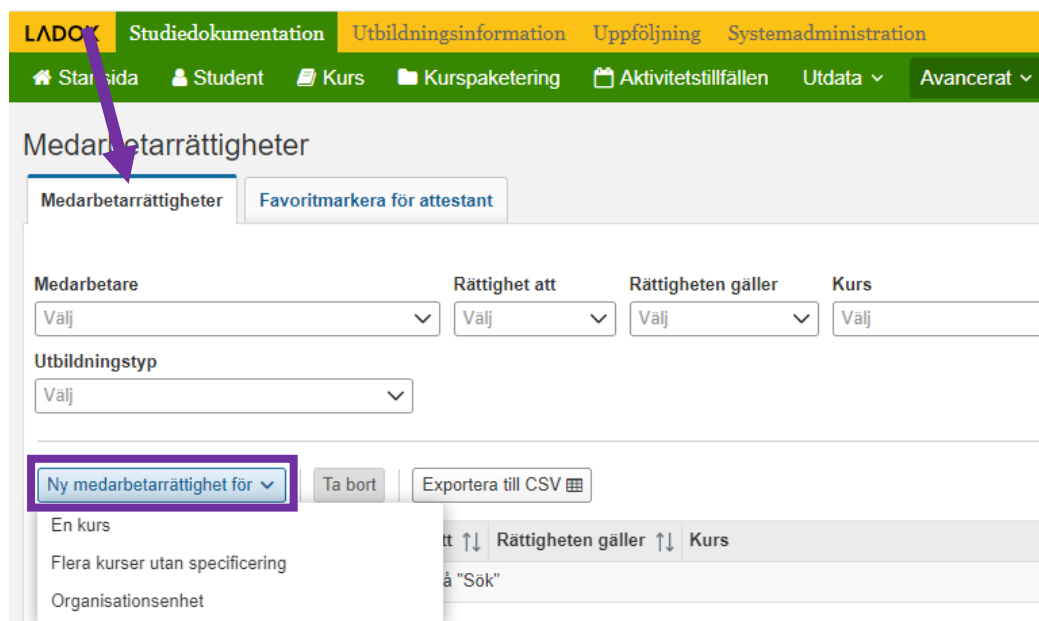 LADOK Studiedokumentation Utbildningsinformation Uppföljning Systemadministration
Startsida Student Kurs Kurspaketering Aktivitetstillfällen Utdata Avancerat
Medarbetarrättigheter
Medarbetarrättigheter Favoritmarkera för attestant
Medarbetare Rättighet att Rättigheten gäller Kurs
Välj Välj Välj Välj
Utbildningstyp
Välj
Ny medarbetarrättighet för Ta bort Exportera till CSV
En kurs
tt Rättigheten gäller Kurs
Flera kurser utan specificering
å "Sök"
Organisationsenhet